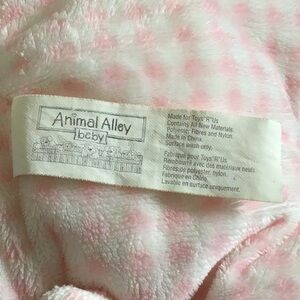 Animal Alley
baby
Made for Toys"R"Us
Contains All New Materials
Polyester, Fibres and Nylon.
Made in China.
Surface wash only.
Fabriqué pour Toys"R"Us
Rembourré avec des matériaux neufs
Fibres de polyester, nylon.
Fabriqué en Chine.
Lavable en surface uniquement.